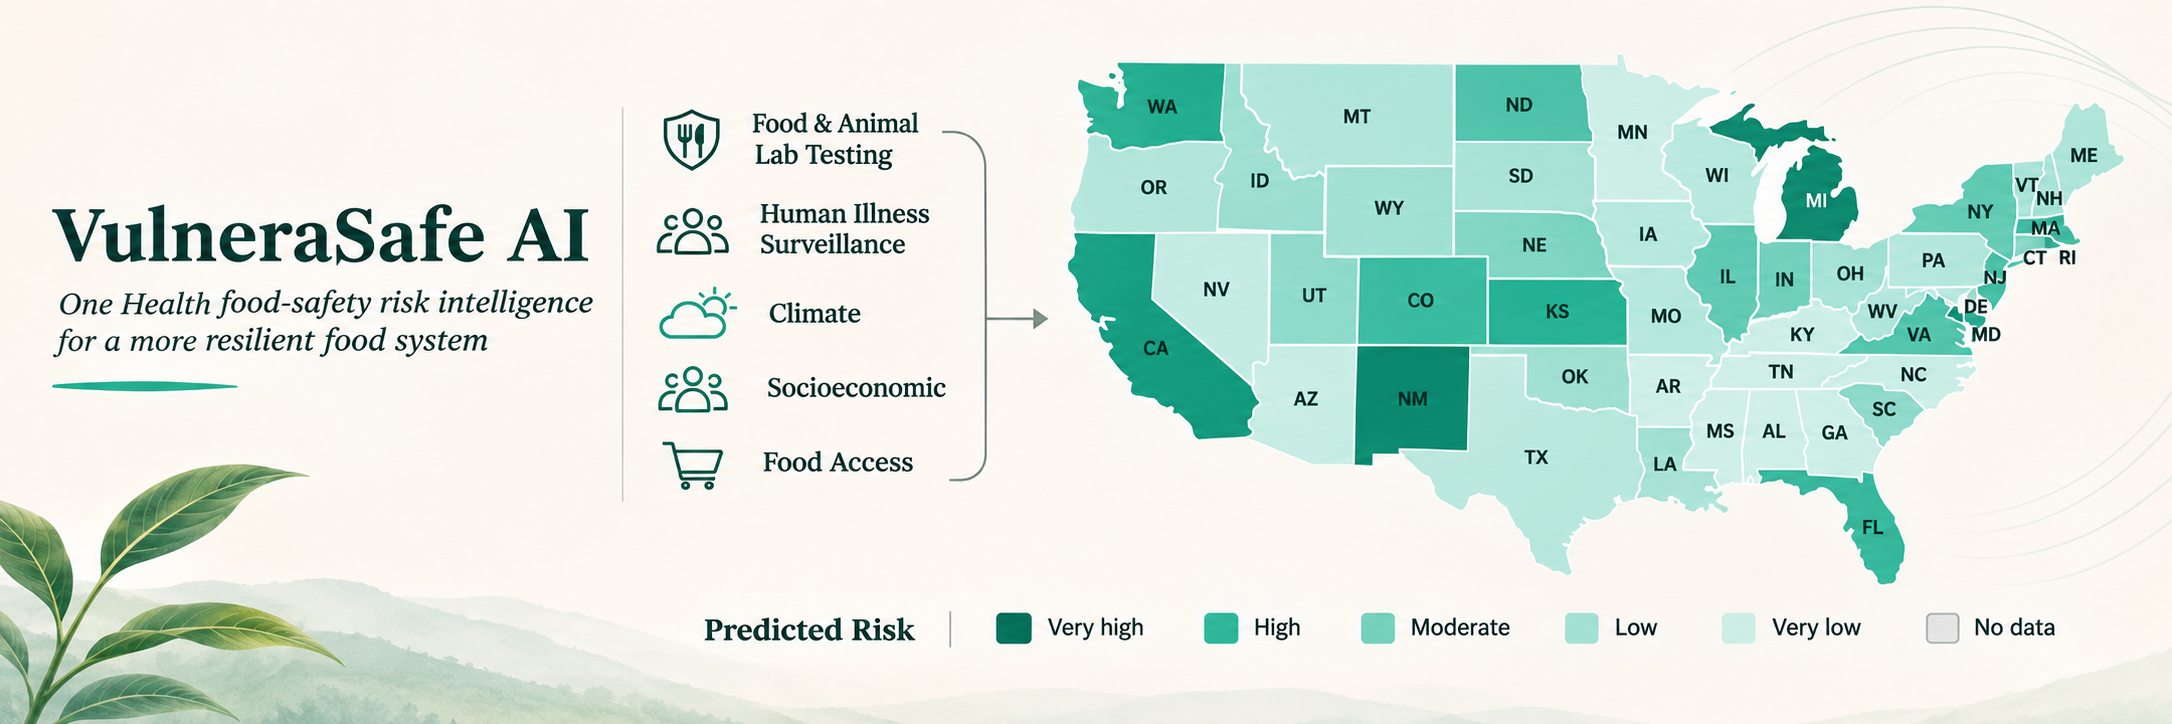 VulneraSafe AI
One Health food-safety risk intelligence
for a more resilient food system
Food & Animal
Lab Testing
Human Illness
Surveillance
Climate
Socioeconomic
Food Access
WA
OR
CA
ID
NV
MT
WY
UT
AZ
CO
NM
ND
SD
NE
KS
OK
TX
MN
IA
MO
AR
LA
WI
IL
MS
MI
IN
KY
TN
AL
OH
WV
GA
FL
PA
VA
NC
SC
NY
VT
NH
ME
MA
CT
RI
NJ
DE
MD
Predicted Risk
Very high
High
Moderate
Low
Very low
No data